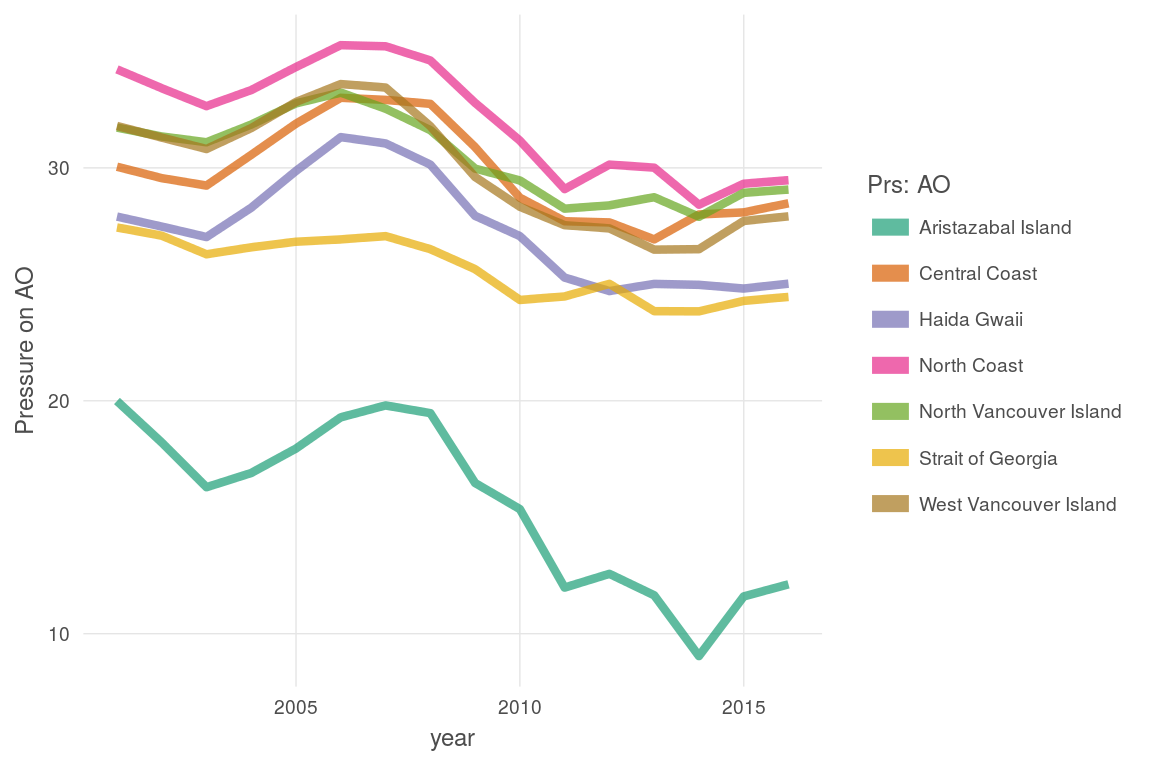 Pressure on AO
30
20
10
2005
2010
2015
year
Prs: AO
Aristazabal Island
Central Coast
Haida Gwaii
North Coast
North Vancouver Island
Strait of Georgia
West Vancouver Island